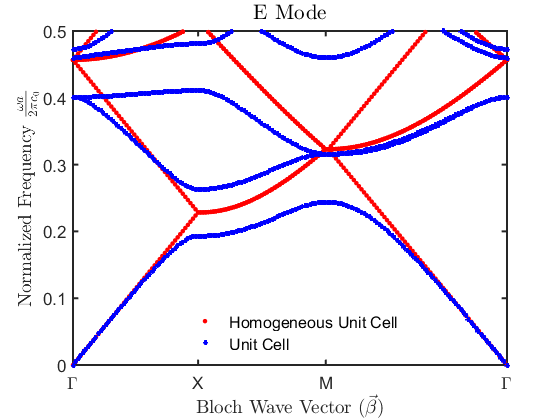 E Mode
0.5
0.4
0.3
0.2
0.1
0
Normalized Frequency ωa/2πc₀
Homogeneous Unit Cell
Unit Cell
Γ X M Γ
Bloch Wave Vector (β⃗)